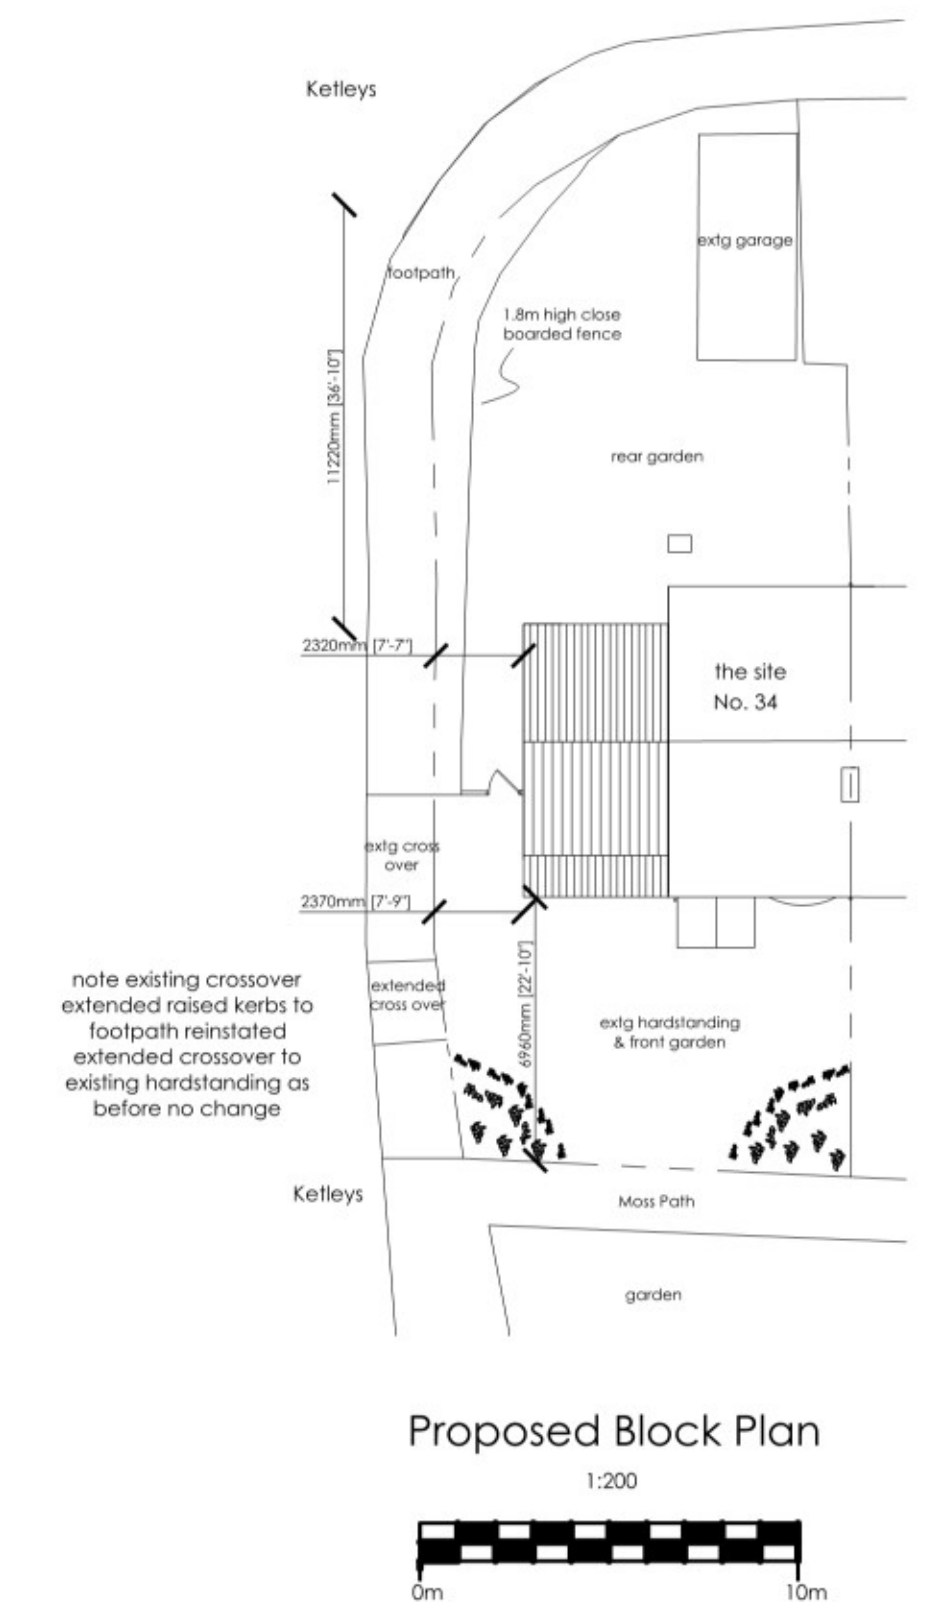 Ketleys
footpath
extg garage
1.8m high close
boarded fence
11220mm [36'-10"]
rear garden
2320mm [7'-7"]
the site
No. 34
extg cross
over
2370mm [7'-9"]
note existing crossover
extended raised kerbs to
footpath reinstated
extended crossover to
existing hardstanding as
before no change
extended
cross over
6960mm [22'-10"]
extg hardstanding
& front garden
Ketleys
Moss Path
garden
Proposed Block Plan
1:200
0m
10m